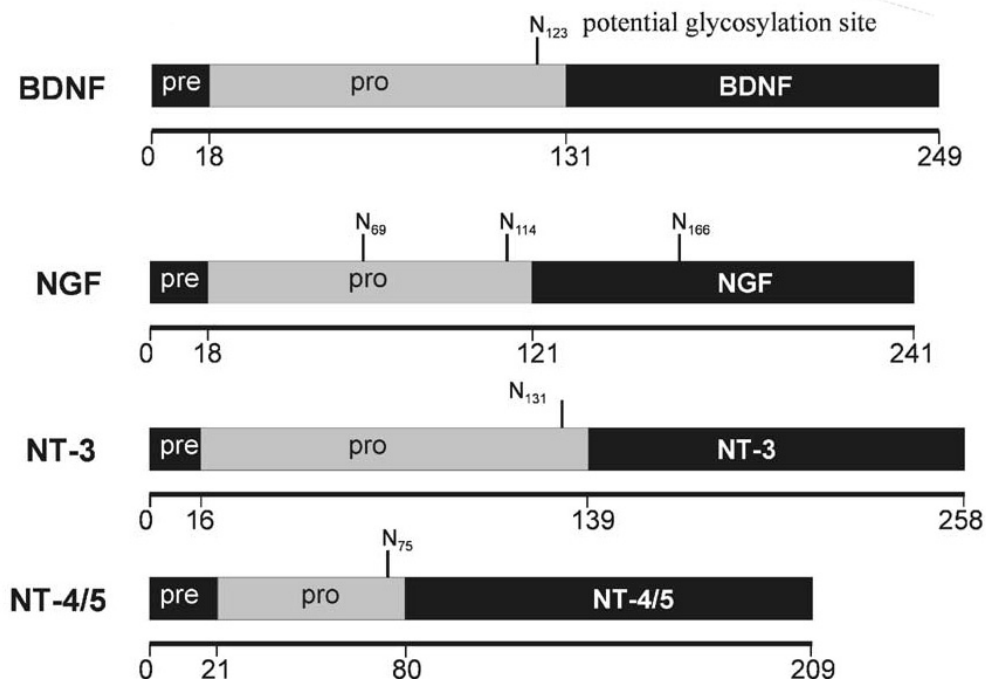 N123 potential glycosylation site
BDNF pre pro BDNF
0 18 131 249
N69 N114 N166
NGF pre pro NGF
0 18 121 241
N131
NT-3 pre pro NT-3
0 16 139 258
N75
NT-4/5 pre pro NT-4/5
0 21 80 209